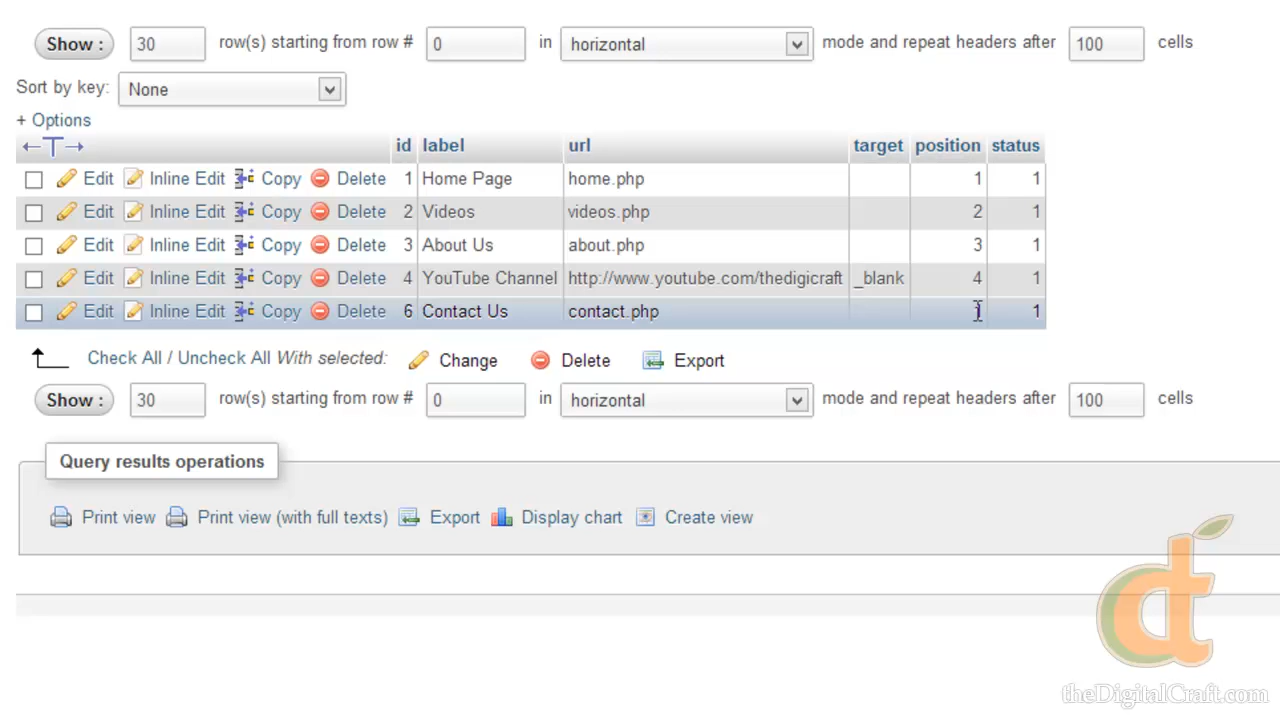 Show : 30 row(s) starting from row # 0 in horizontal mode and repeat headers after 100 cells
Sort by key: None
+ Options
←T→ id label url target position status
Edit Inline Edit Copy Delete 1 Home Page home.php 1 1
Edit Inline Edit Copy Delete 2 Videos videos.php 2 1
Edit Inline Edit Copy Delete 3 About Us about.php 3 1
Edit Inline Edit Copy Delete 4 YouTube Channel http://www.youtube.com/thedigicraft _blank 4 1
Edit Inline Edit Copy Delete 6 Contact Us contact.php 1
Check All / Uncheck All With selected: Change Delete Export
Show : 30 row(s) starting from row # 0 in horizontal mode and repeat headers after 100 cells
Query results operations
Print view Print view (with full texts) Export Display chart Create view
dt
theDigitalCraft.com